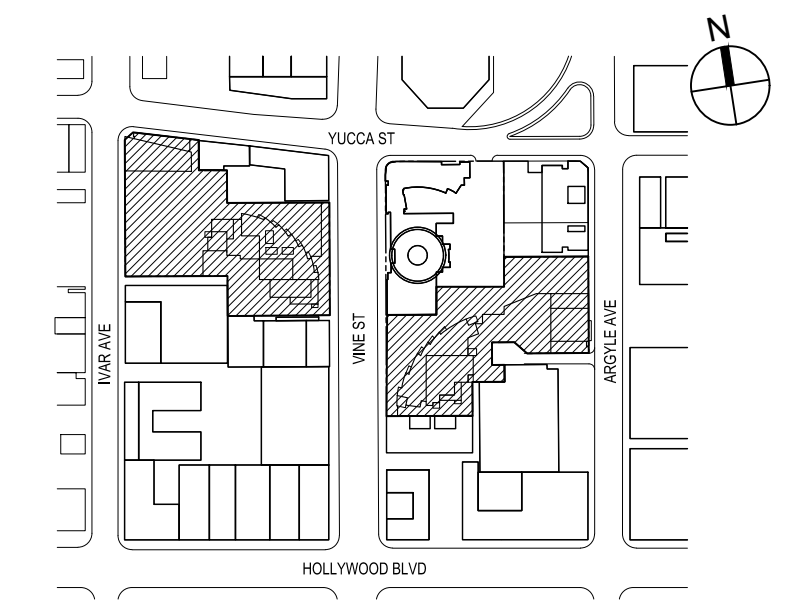 N
YUCCA ST
IVAR AVE
VINE ST
ARGYLE AVE
HOLLYWOOD BLVD